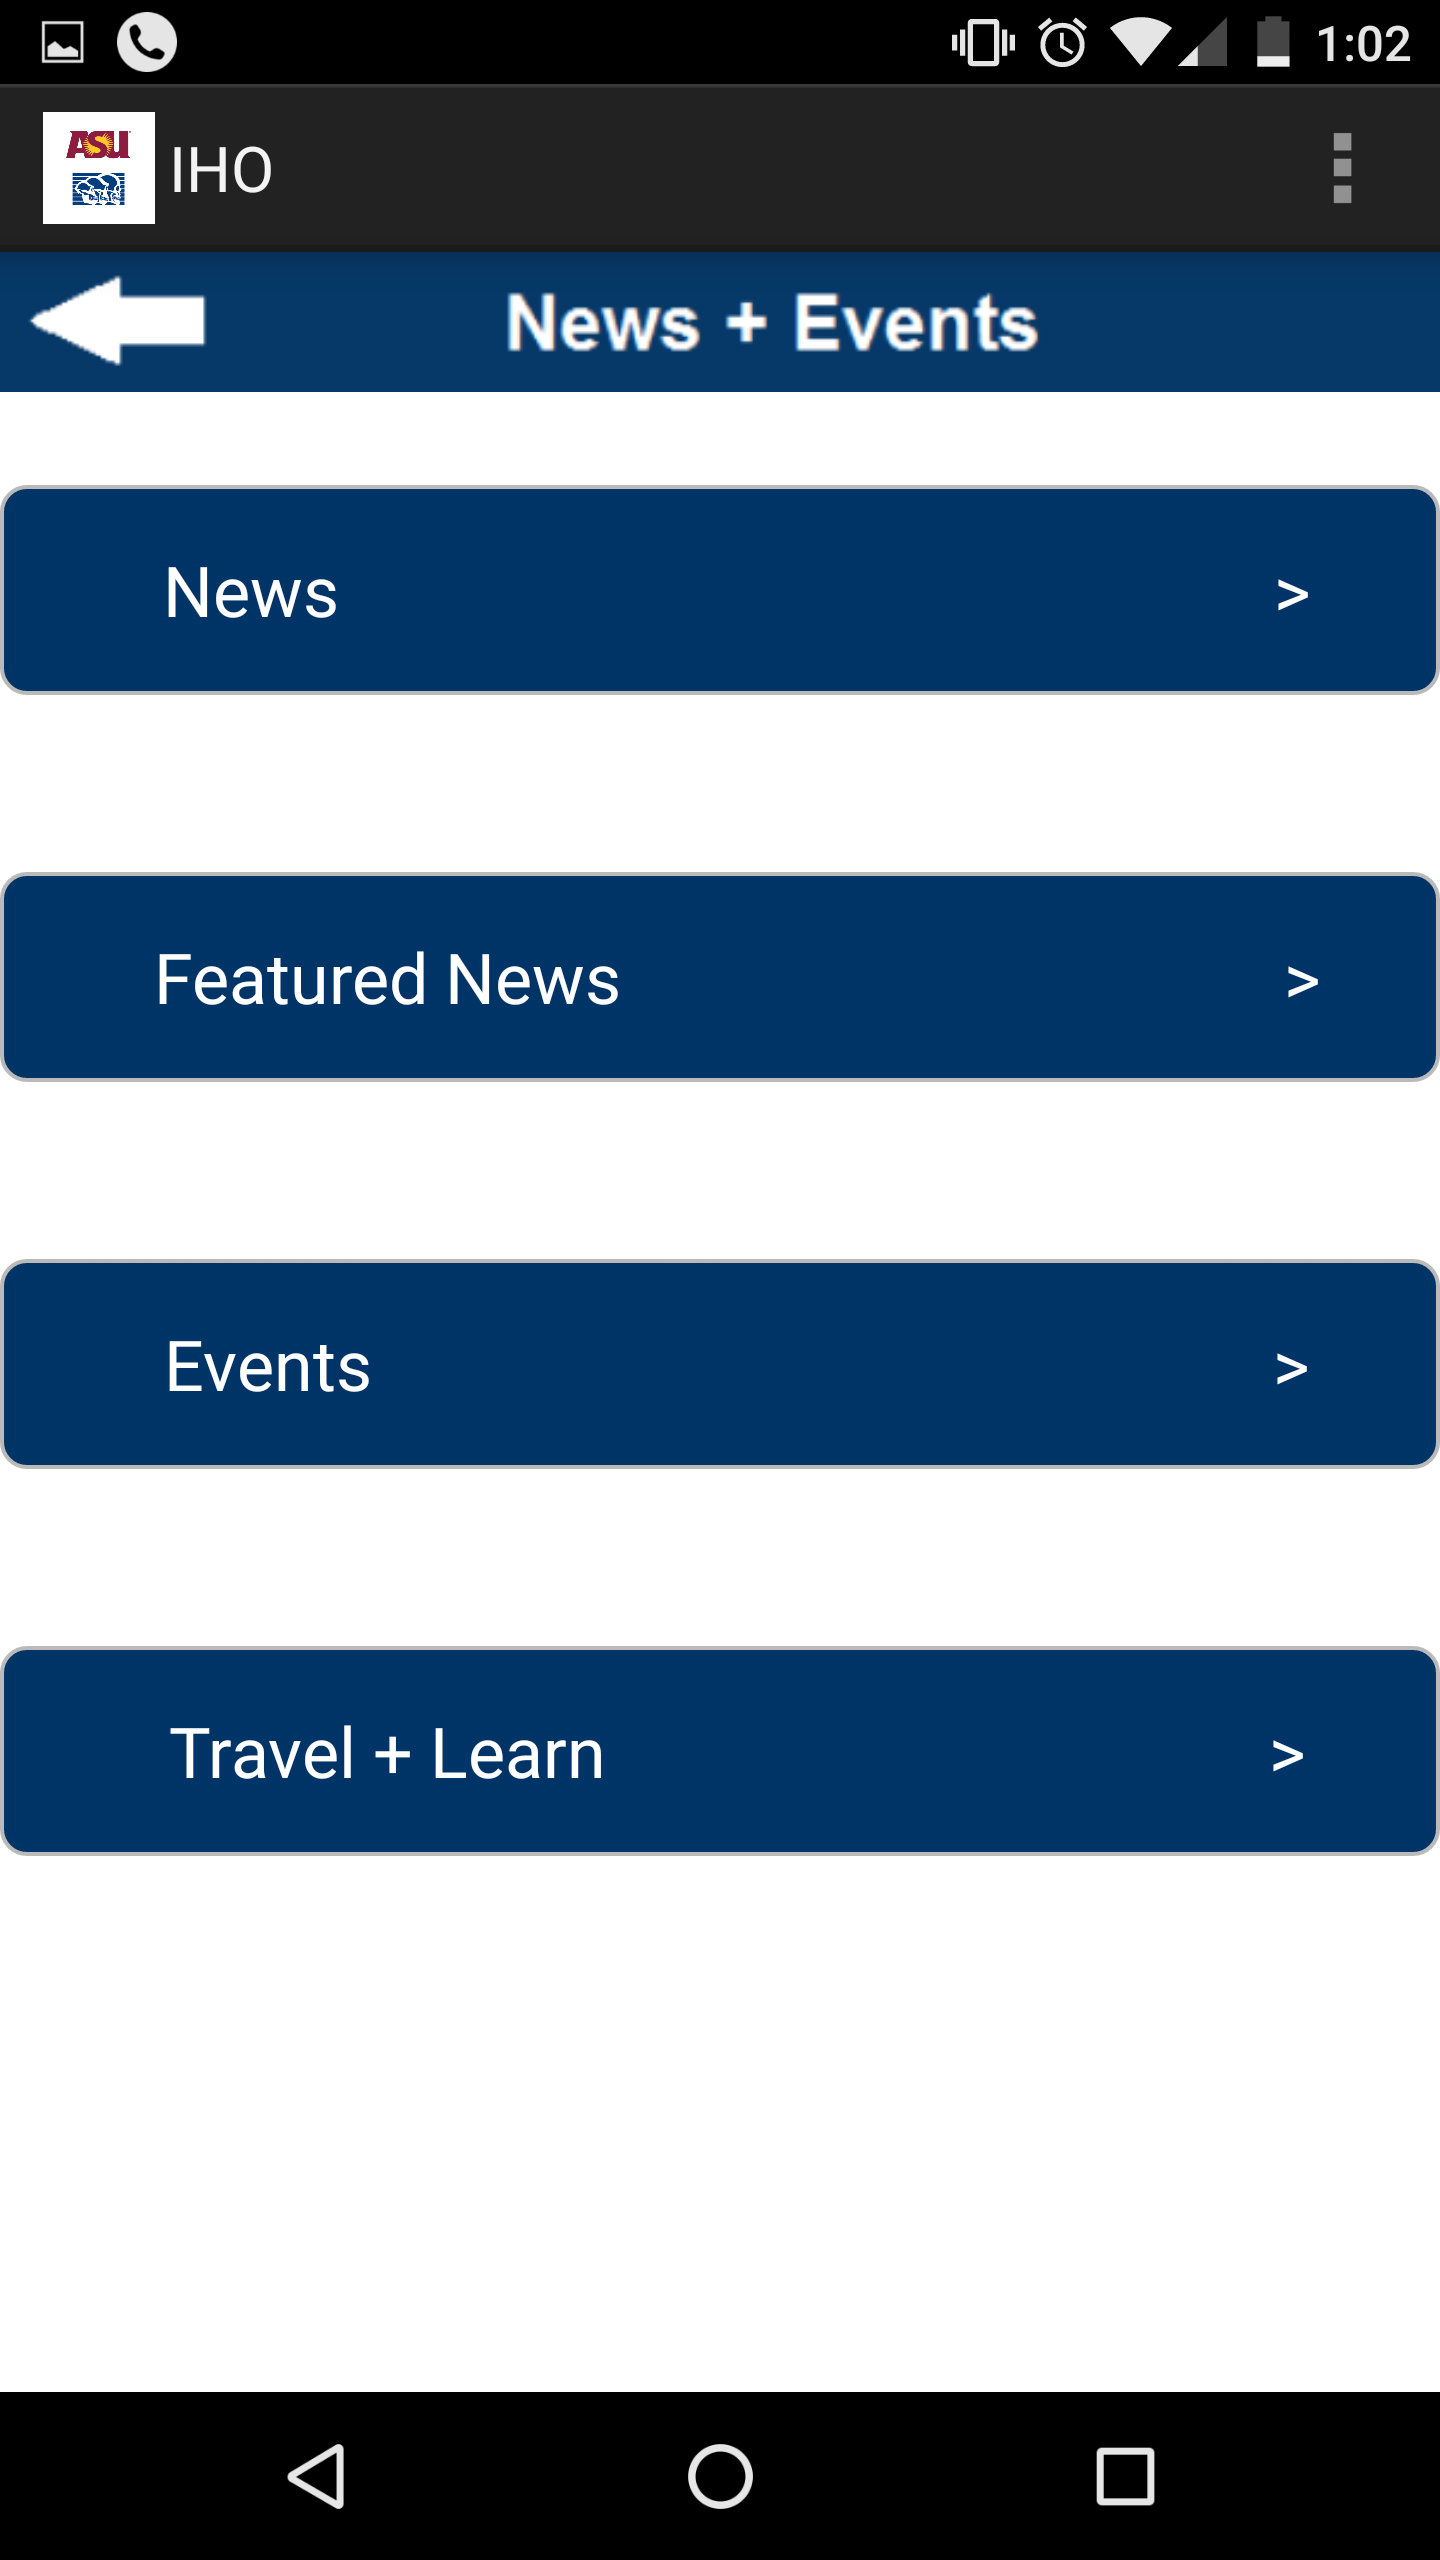 1:02
ASU
IHO
News + Events
News >
Featured News >
Events >
Travel + Learn >